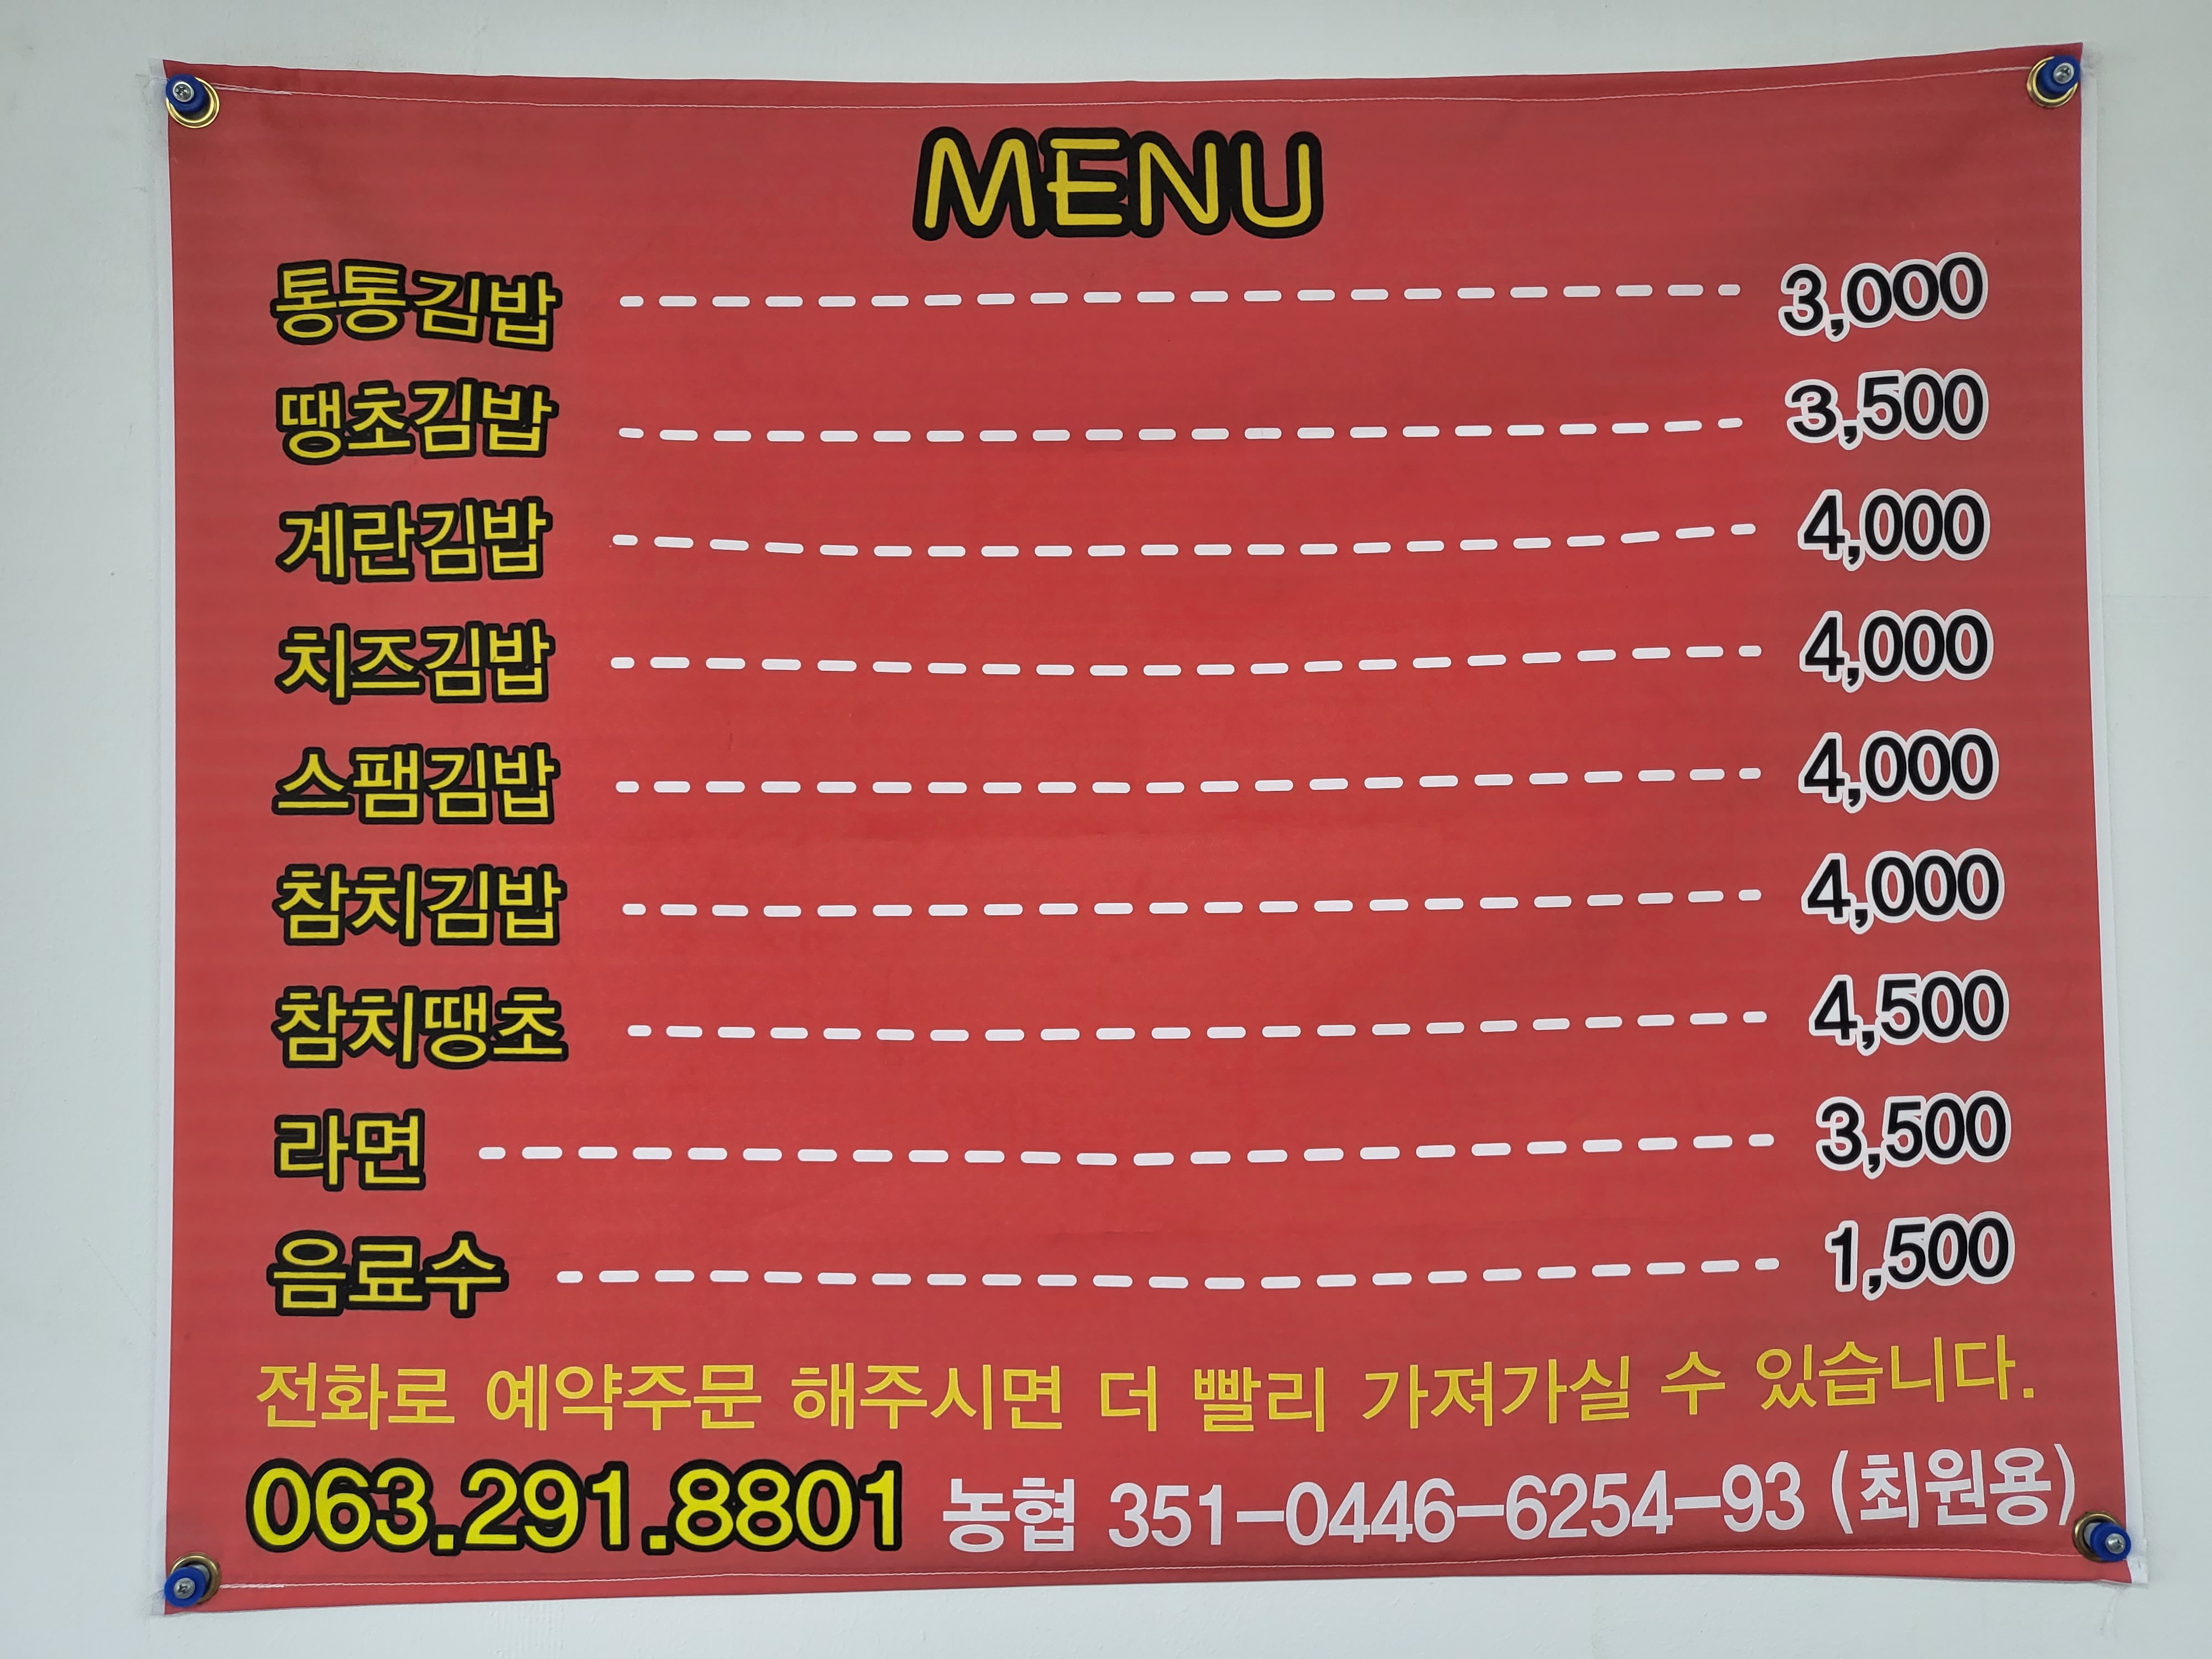 MENU
통통김밥 3,000
땡초김밥 3,500
계란김밥 4,000
치즈김밥 4,000
스팸김밥 4,000
참치김밥 4,000
참치땡초 4,500
라면 3,500
음료수 1,500
전화로 예약주문 해주시면 더 빨리 가져가실 수 있습니다.
063.291.8801 농협 351-0446-6254-93 (최원용)